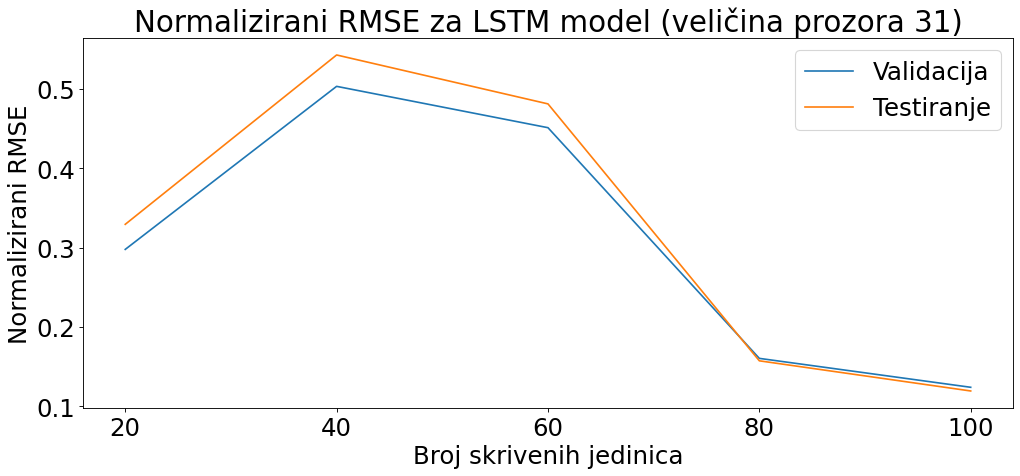 Normalizirani RMSE za LSTM model (veličina prozora 31)
Validacija
Testiranje
Normalizirani RMSE
0.5
0.4
0.3
0.2
0.1
20 40 60 80 100
Broj skrivenih jedinica